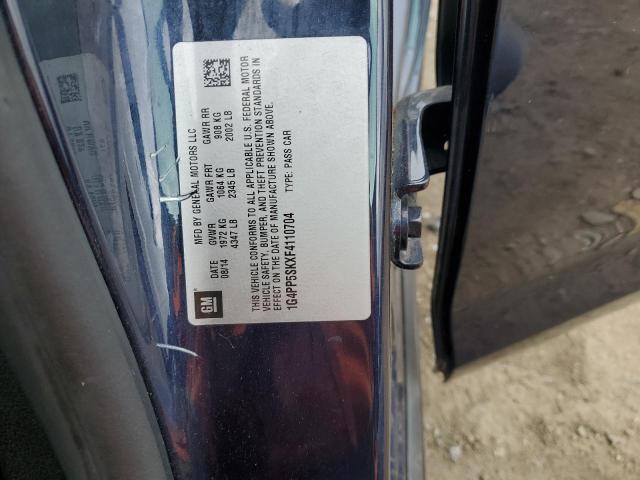 MFD BY GENERAL MOTORS LLC
DATE GVWR GAWR FRT GAWR RR
08/14 1972 KG 1064 KG 908 KG
4347 LB 2345 LB 2002 LB
THIS VEHICLE CONFORMS TO ALL APPLICABLE U.S. FEDERAL MOTOR
VEHICLE SAFETY, BUMPER, AND THEFT PREVENTION STANDARDS IN
EFFECT ON THE DATE OF MANUFACTURE SHOWN ABOVE.
1G4PP5SKXF4110704 TYPE: PASS CAR
GM